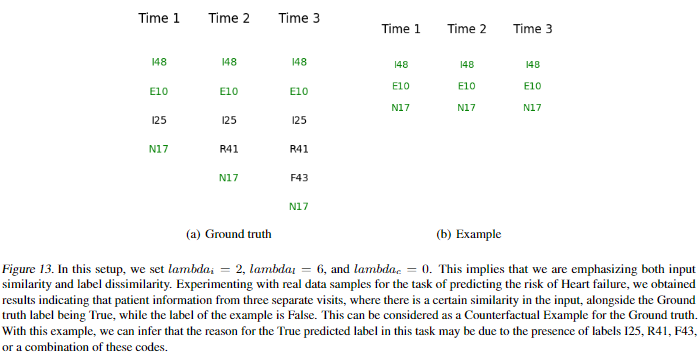 Time 1 Time 2 Time 3
I48 I48 I48
E10 E10 E10
I25 I25 I25
N17 R41 R41
N17 F43
N17
(a) Ground truth
Time 1 Time 2 Time 3
I48 I48 I48
E10 E10 E10
N17 N17 N17
(b) Example
Figure 13. In this setup, we set lambda_i = 2, lambda_l = 6, and lambda_c = 0. This implies that we are emphasizing both input
similarity and label dissimilarity. Experimenting with real data samples for the task of predicting the risk of Heart failure, we obtained
results indicating that patient information from three separate visits, where there is a certain similarity in the input, alongside the Ground
truth label being True, while the label of the example is False. This can be considered as a Counterfactual Example for the Ground truth.
With this example, we can infer that the reason for the True predicted label in this task may be due to the presence of labels I25, R41, F43,
or a combination of these codes.